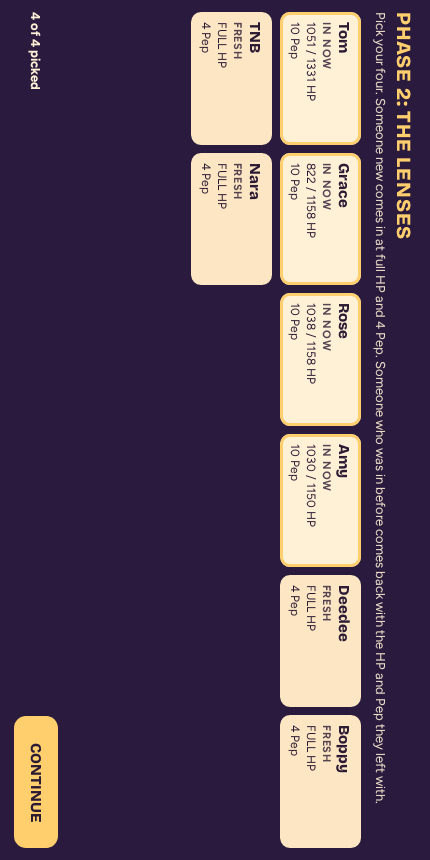 PHASE 2: THE LENSES
Pick your four. Someone new comes in at full HP and 4 Pep. Someone who was in before comes back with the HP and Pep they left with.
Tom
IN NOW
1051 / 1331 HP
10 Pep
Grace
IN NOW
822 / 1158 HP
10 Pep
Rose
IN NOW
1038 / 1158 HP
10 Pep
Amy
IN NOW
1030 / 1150 HP
10 Pep
Deedee
FRESH
FULL HP
4 Pep
Boppy
FRESH
FULL HP
4 Pep
TNB
FRESH
FULL HP
4 Pep
Nara
FRESH
FULL HP
4 Pep
4 of 4 picked
CONTINUE